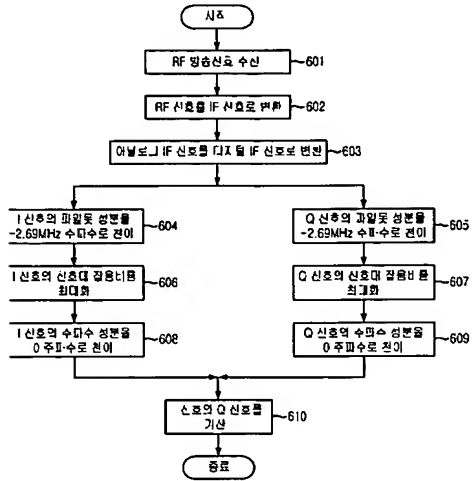 시작
RF 방송신호 수신
601
RF 신호를 IF 신호로 변환
602
아날로그 IF 신호를 디지털 IF 신호로 변환
603
I 신호의 파일롯 성분을
-2.69MHz 주파수로 천이
604
Q 신호의 파일롯 성분을
-2.69MHz 주파수로 천이
605
I 신호의 신호대 잡음비를
최대화
606
Q 신호의 신호대 잡음비를
최대화
607
I 신호의 주파수 성분을
0 주파수로 천이
608
Q 신호의 주파수 성분을
0 주파수로 천이
609
신호의 Q 신호를
가산
610
종료